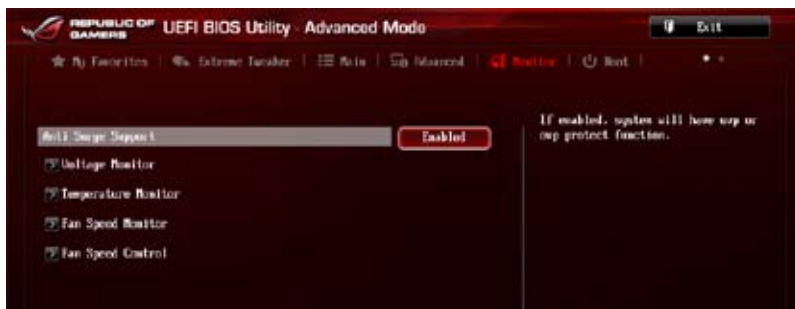 REPUBLIC OF GAMERS UEFI BIOS Utility - Advanced Mode
Exit
My Favorites | Extreme Tweaker | Main | Advanced | Monitor | Boot |
Anti Surge Support Enabled
If enabled, system will have uvp or ovp protect function.
Voltage Monitor
Temperature Monitor
Fan Speed Monitor
Fan Speed Control